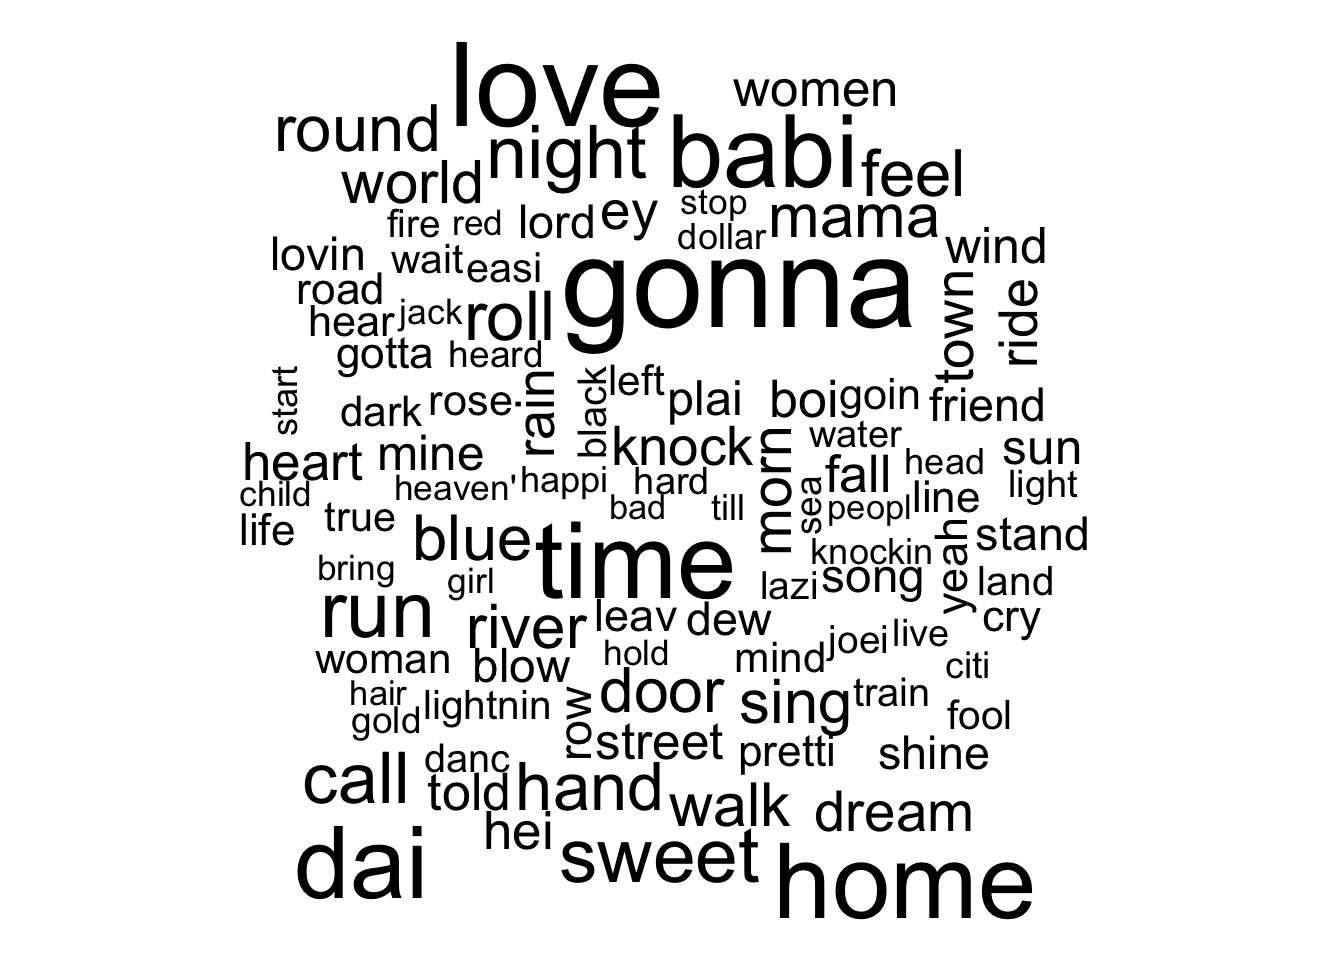 love
women
round
night
babi
feel
world
fire
red
lord
ey
stop
mama
dollar
wind
lovin
wait
easi
gonna
town
ride
road
hear
jack
roll
gotta
heard
start
dark
rose.
rain
black
left
plai
boi
goin
friend
heart
mine
knock
morn
water
sun
child
heaven'
happi
hard
fall
head
light
life
true
bad
till
sea
peopl
line
blue
time
knockin
yeah
stand
bring
girl
lazi
song
land
run
river
leav
dew
cry
woman
blow
hold
mind
joei
live
citi
hair
gold
lightnin
row
door
sing
train
fool
street
pretti
shine
call
danc
told
hand
walk
dream
hei
dai
sweet
home